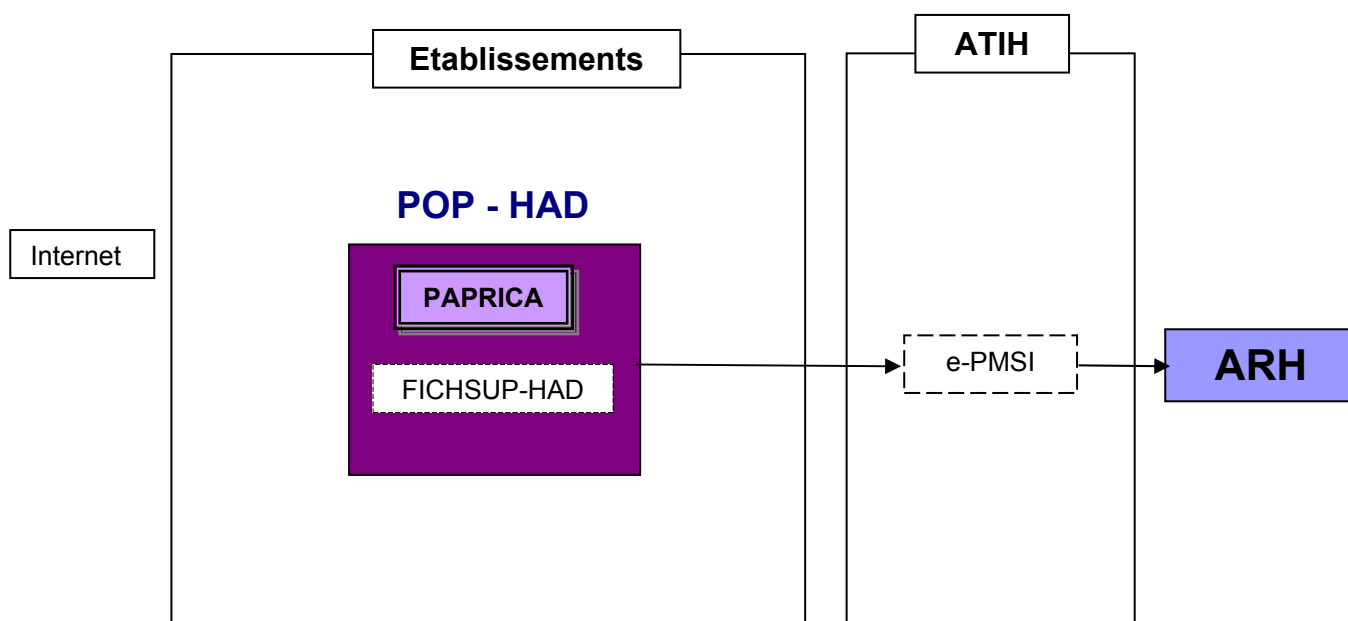 Etablissements
ATIH
POP - HAD
Internet
PAPRICA
FICHSUP-HAD
e-PMSI
ARH